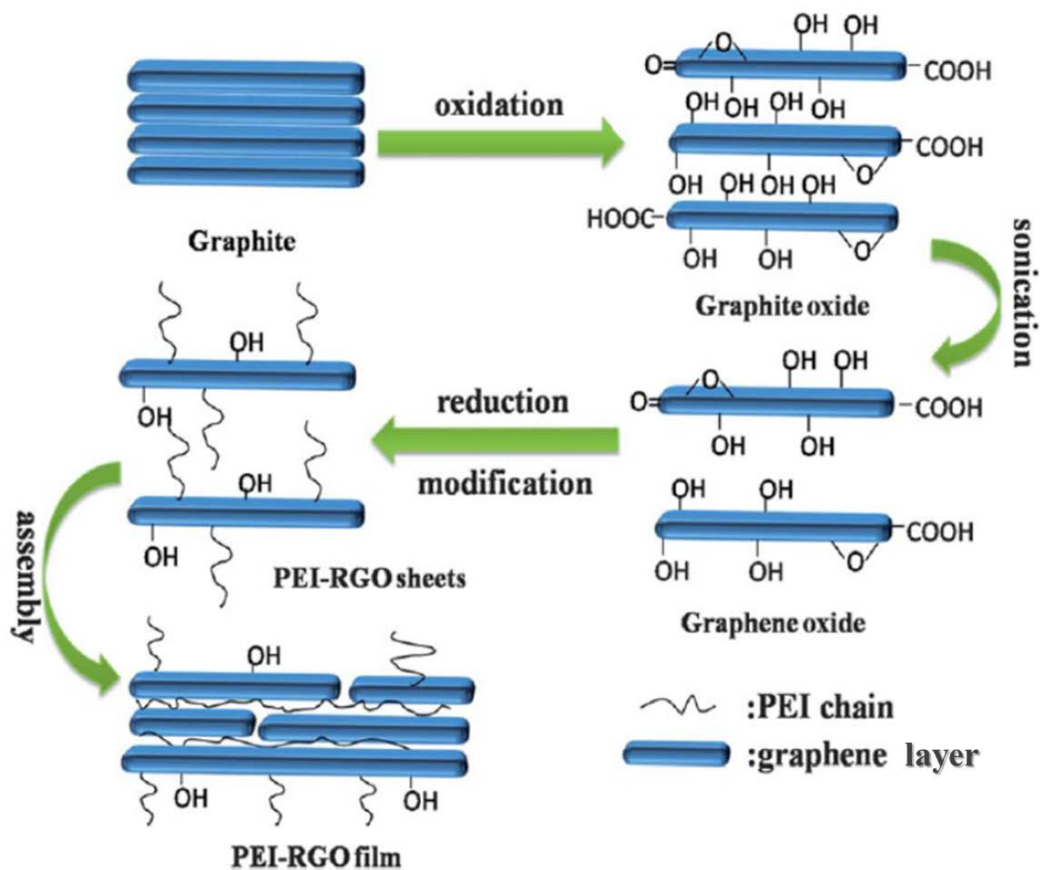 oxidation
Graphite
O= O OH OH -COOH
OH OH OH OH
-COOH
OH OH OH OH O
HOOC-
OH OH O
Graphite oxide
sonication
O= O OH OH -COOH
OH OH
OH OH
-COOH
OH OH O
Graphene oxide
reduction
modification
OH
OH
OH
OH
PEI-RGO sheets
assembly
OH
OH OH
PEI-RGO film
:PEI chain
:graphene layer